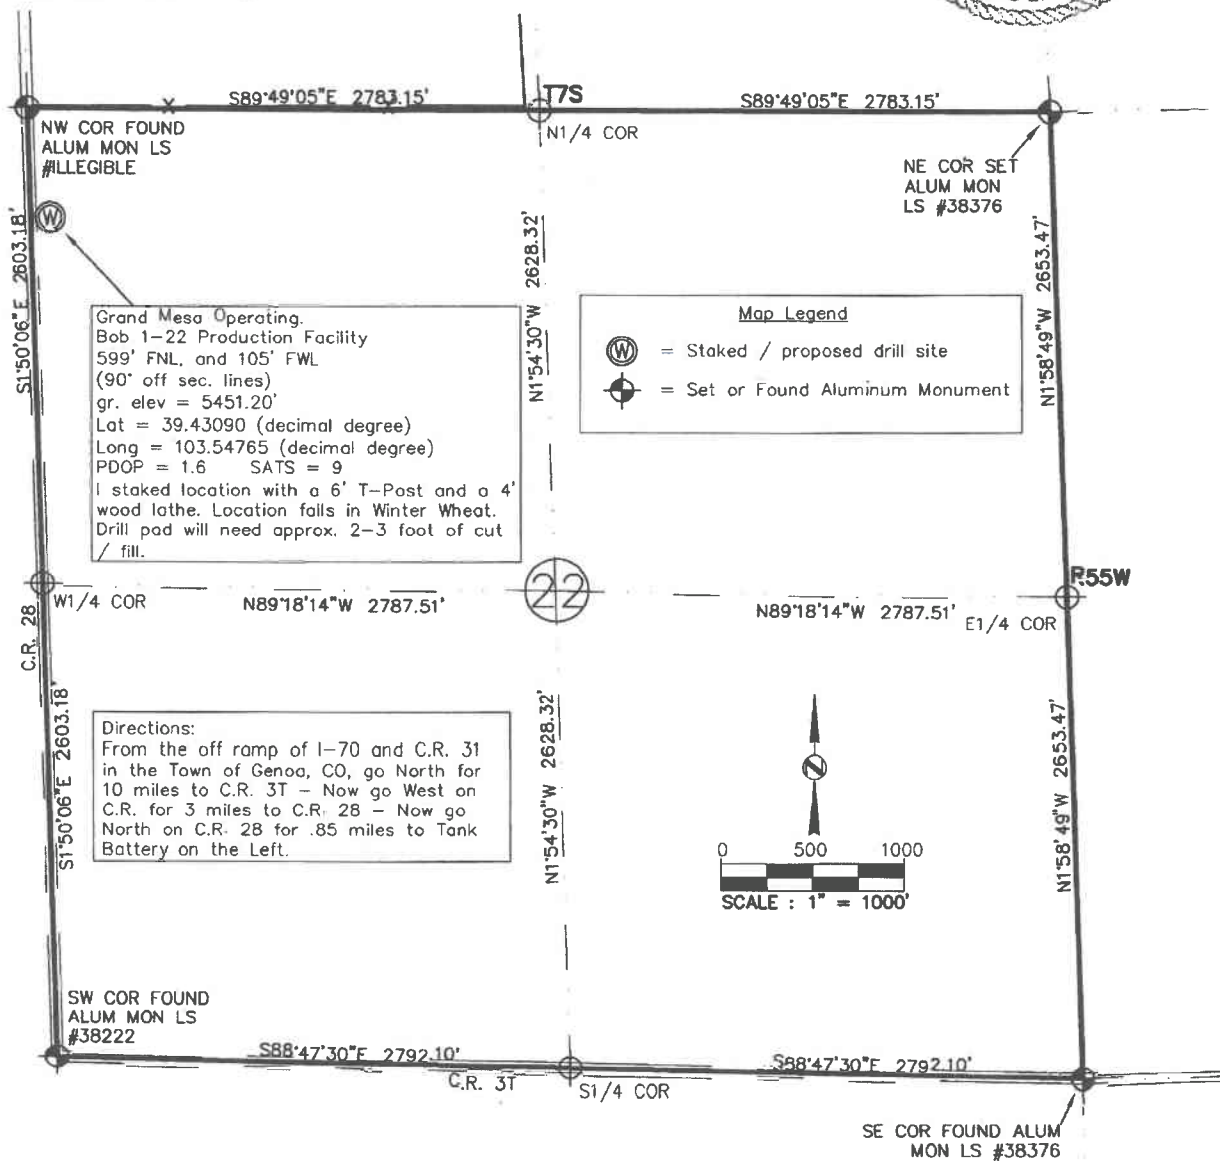 S89°49'05"E 2783.15'
T7S
S89°49'05"E 2783.15'
NW COR FOUND
ALUM MON LS
#ILLEGIBLE
N1/4 COR
NE COR SET
ALUM MON
LS #38376
W
S1°50'06"E 2603.18'
N1°54'30"W 2628.32'
N1°58'49"W 2653.47'
Grand Mesa Operating.
Bob 1-22 Production Facility
599' FNL, and 105' FWL
(90° off sec. lines)
gr. elev = 5451.20'
Lat = 39.43090 (decimal degree)
Long = 103.54765 (decimal degree)
PDOP = 1.6 SATS = 9
I staked location with a 6' T-Post and a 4'
wood lathe. Location falls in Winter Wheat.
Drill pad will need approx. 2-3 foot of cut
/ fill.
Map Legend
W = Staked / proposed drill site
= Set or Found Aluminum Monument
W1/4 COR
N89°18'14"W 2787.51'
22
N89°18'14"W 2787.51'
R55W
E1/4 COR
C.R. 28
S1°50'06"E 2603.18'
N1°54'30"W 2628.32'
N1°58'49"W 2653.47'
Directions:
From the off ramp of I-70 and C.R. 31
in the Town of Genoa, CO, go North for
10 miles to C.R. 3T - Now go West on
C.R. for 3 miles to C.R. 28 - Now go
North on C.R. 28 for .85 miles to Tank
Battery on the Left.
N
0 500 1000
SCALE : 1" = 1000'
SW COR FOUND
ALUM MON LS
#38222
S88°47'30"E 2792.10'
C.R. 3T
S1/4 COR
S88°47'30"E 2792.10'
SE COR FOUND ALUM
MON LS #38376